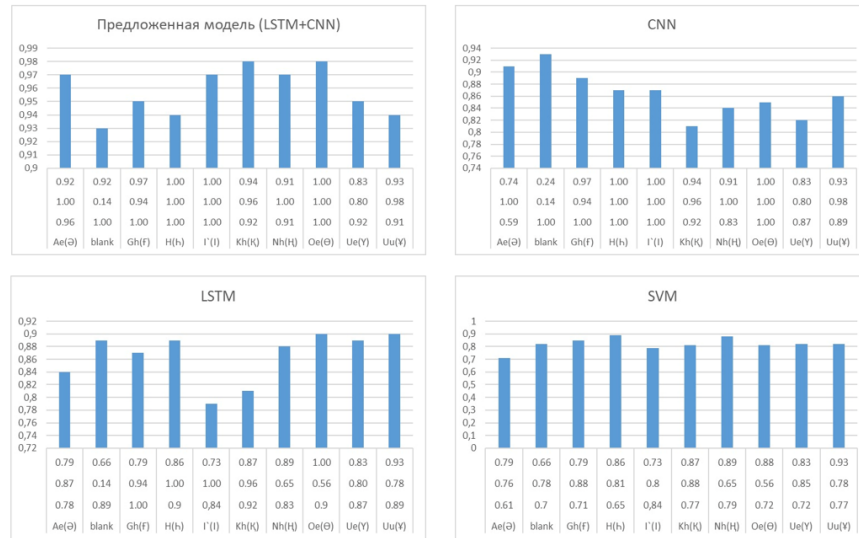 Предложенная модель (LSTM+CNN)
0,99
0,98
0,97
0,96
0,95
0,94
0,93
0,92
0,91
0,9
0.92 0.92 0.97 1.00 1.00 0.94 0.91 1.00 0.83 0.93
1.00 0.14 0.94 1.00 1.00 0.96 1.00 1.00 0.80 0.98
0.96 1.00 1.00 1.00 1.00 0.92 0.91 1.00 0.92 0.91
Ae(Ə) blank Gh(Ғ) H(Һ) I`(I) Kh(Қ) Nh(Ң) Oe(Ө) Ue(Ү) Uu(Ұ)
CNN
0,94
0,92
0,9
0,88
0,86
0,84
0,82
0,8
0,78
0,76
0,74
0.74 0.24 0.97 1.00 1.00 0.94 0.91 1.00 0.83 0.93
1.00 0.14 0.94 1.00 1.00 0.96 1.00 1.00 0.80 0.98
0.59 1.00 1.00 1.00 1.00 0.92 0.83 1.00 0.87 0.89
Ae(Ə) blank Gh(Ғ) H(Һ) I`(I) Kh(Қ) Nh(Ң) Oe(Ө) Ue(Ү) Uu(Ұ)
LSTM
0,92
0,9
0,88
0,86
0,84
0,82
0,8
0,78
0,76
0,74
0,72
0.79 0.66 0.79 0.86 0.73 0.87 0.89 1.00 0.83 0.93
0.87 0.14 0.94 1.00 1.00 0.96 0.65 0.56 0.80 0.78
0.78 0.89 1.00 0.9 0,84 0.92 0.83 0.9 0.87 0.89
Ae(Ə) blank Gh(Ғ) H(Һ) I`(I) Kh(Қ) Nh(Ң) Oe(Ө) Ue(Ү) Uu(Ұ)
SVM
1
0,9
0,8
0,7
0,6
0,5
0,4
0,3
0,2
0,1
0
0.79 0.66 0.79 0.86 0.73 0.87 0.89 0.88 0.83 0.93
0.76 0.78 0.88 0.81 0.8 0.88 0.65 0.56 0.85 0.78
0.61 0.7 0.71 0.65 0,84 0.77 0.79 0.72 0.72 0.77
Ae(Ə) blank Gh(Ғ) H(Һ) I`(I) Kh(Қ) Nh(Ң) Oe(Ө) Ue(Ү) Uu(Ұ)